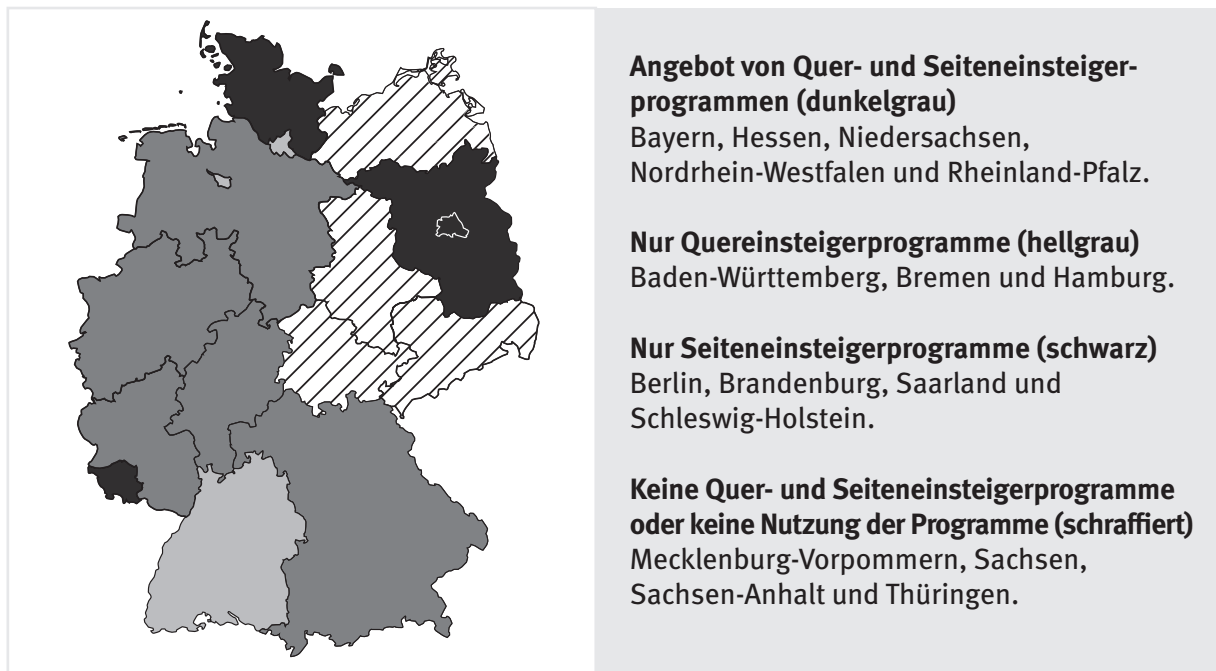 Angebot von Quer- und Seiteneinsteiger-
programmen (dunkelgrau)
Bayern, Hessen, Niedersachsen,
Nordrhein-Westfalen und Rheinland-Pfalz.
Nur Quereinsteigerprogramme (hellgrau)
Baden-Württemberg, Bremen und Hamburg.
Nur Seiteneinsteigerprogramme (schwarz)
Berlin, Brandenburg, Saarland und
Schleswig-Holstein.
Keine Quer- und Seiteneinsteigerprogramme
oder keine Nutzung der Programme (schraffiert)
Mecklenburg-Vorpommern, Sachsen,
Sachsen-Anhalt und Thüringen.